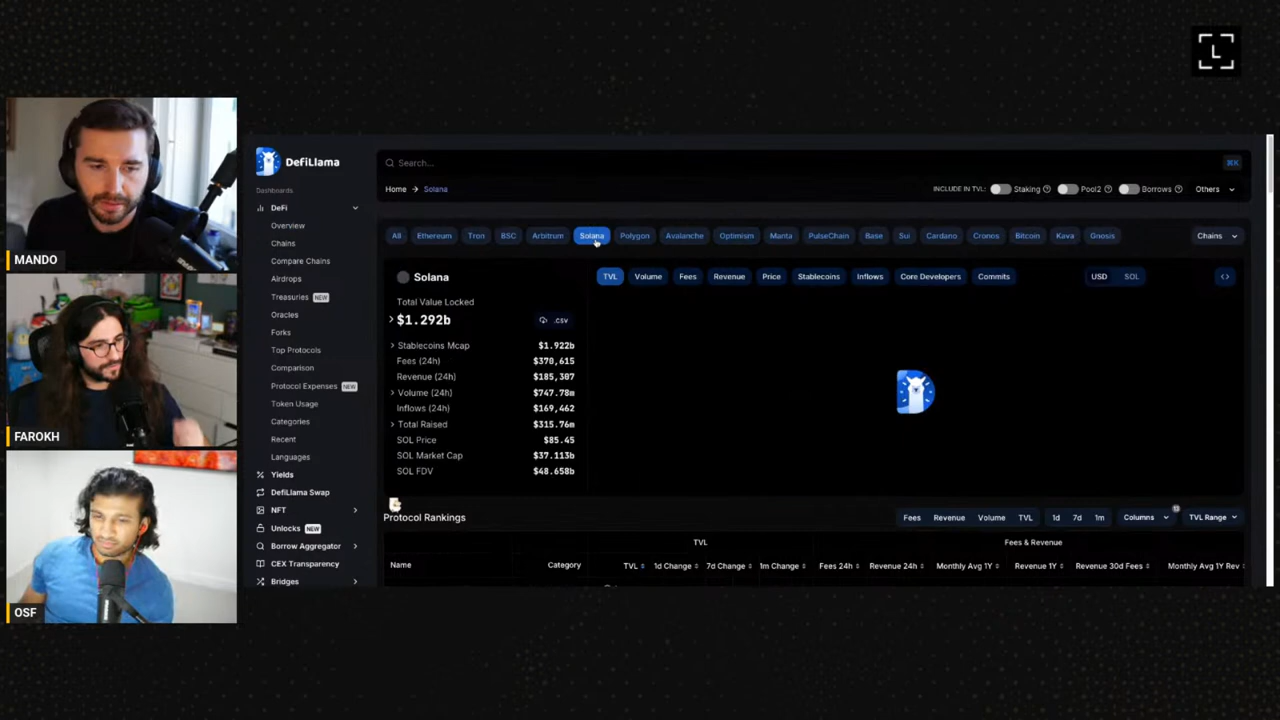 L
MANDO
FAROKH
OSF
DefiLlama
Dashboards
DeFi
Overview
Chains
Compare Chains
Airdrops
Treasuries NEW
Oracles
Forks
Top Protocols
Comparison
Protocol Expenses NEW
Token Usage
Categories
Recent
Languages
Yields
DefiLlama Swap
NFT
Unlocks NEW
Borrow Aggregator
CEX Transparency
Bridges
Search... ⌘K
Home → Solana INCLUDE IN TVL: Staking Pool2 Borrows Others
All Ethereum Tron BSC Arbitrum Solana Polygon Avalanche Optimism Manta PulseChain Base Sui Cardano Cronos Bitcoin Kava Gnosis Chains
Solana
Total Value Locked
$1.292b .csv
Stablecoins Mcap $1.922b
Fees (24h) $370,615
Revenue (24h) $185,307
Volume (24h) $747.78m
Inflows (24h) $169,462
Total Raised $315.76m
SOL Price $85.45
SOL Market Cap $37.113b
SOL FDV $48.658b
TVL Volume Fees Revenue Price Stablecoins Inflows Core Developers Commits USD SOL <>
Protocol Rankings Fees Revenue Volume TVL 1d 7d 1m Columns TVL Range
TVL Fees & Revenue
Name Category TVL 1d Change 7d Change 1m Change Fees 24h Revenue 24h Monthly Avg 1Y Fees Revenue 1Y Revenue 30d Fees Monthly Avg 1Y Rev